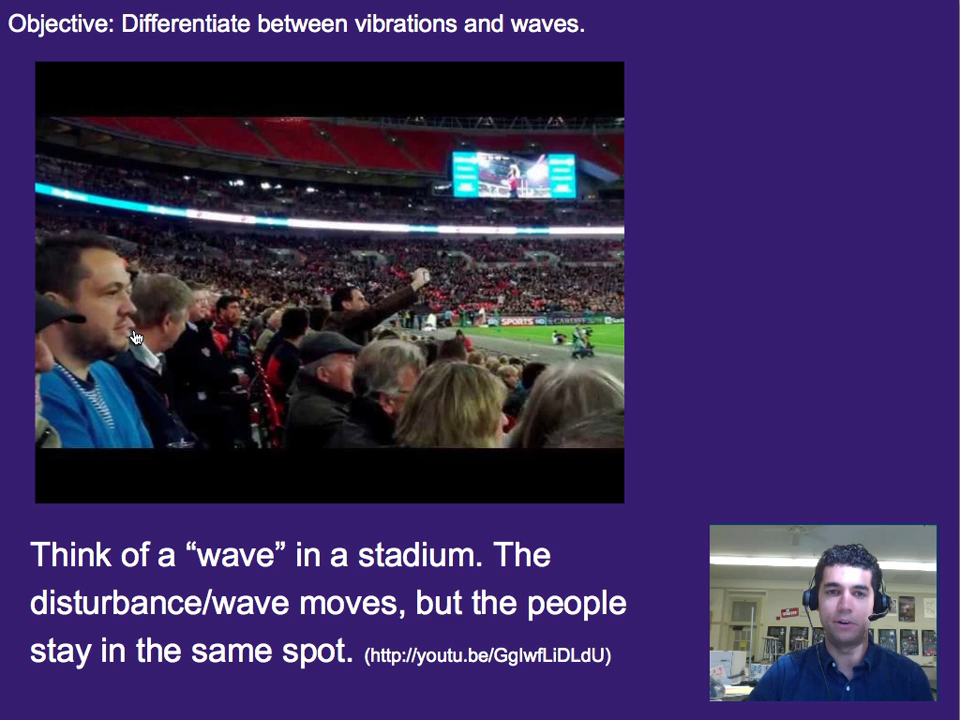 Objective: Differentiate between vibrations and waves.
SPORTS
Think of a “wave” in a stadium. The
disturbance/wave moves, but the people
stay in the same spot. (http://youtu.be/GglwfLiDLdU)